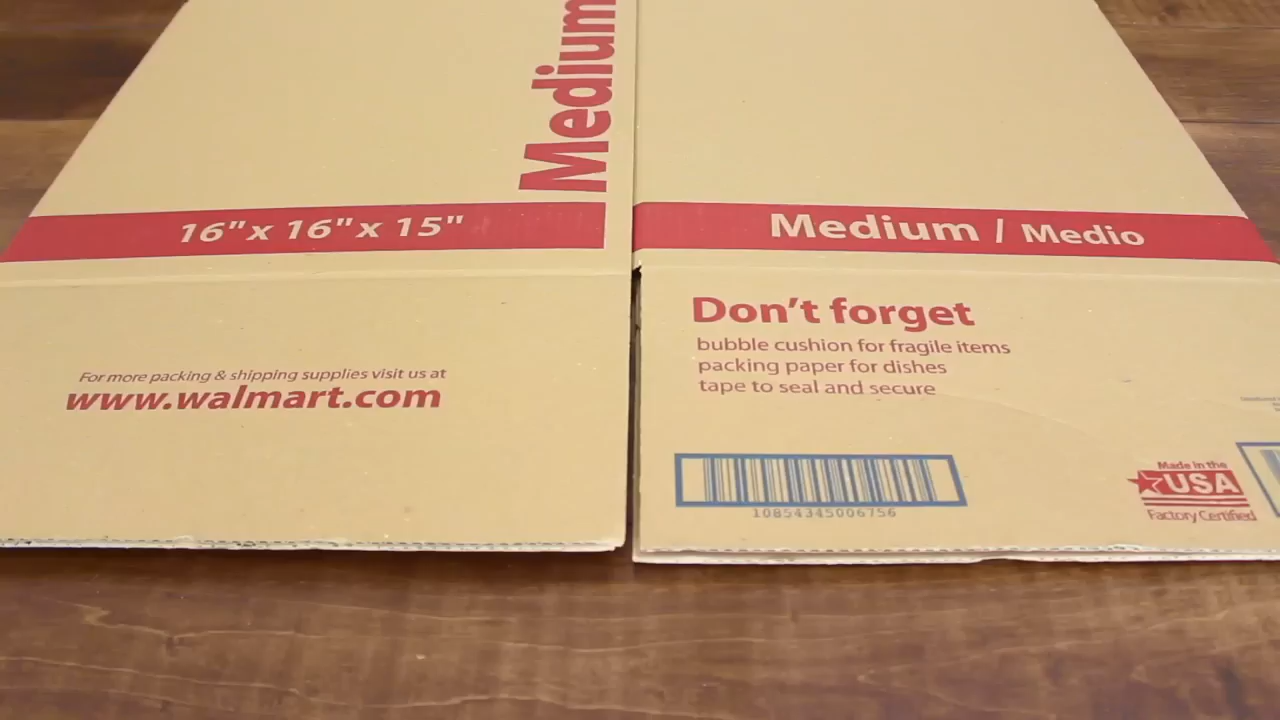 Medium
16"x 16"x 15"
Medium / Medio
For more packing & shipping supplies visit us at
www.walmart.com
Don't forget
bubble cushion for fragile items
packing paper for dishes
tape to seal and secure
10854345006756
Made in the
USA
Factory Certified